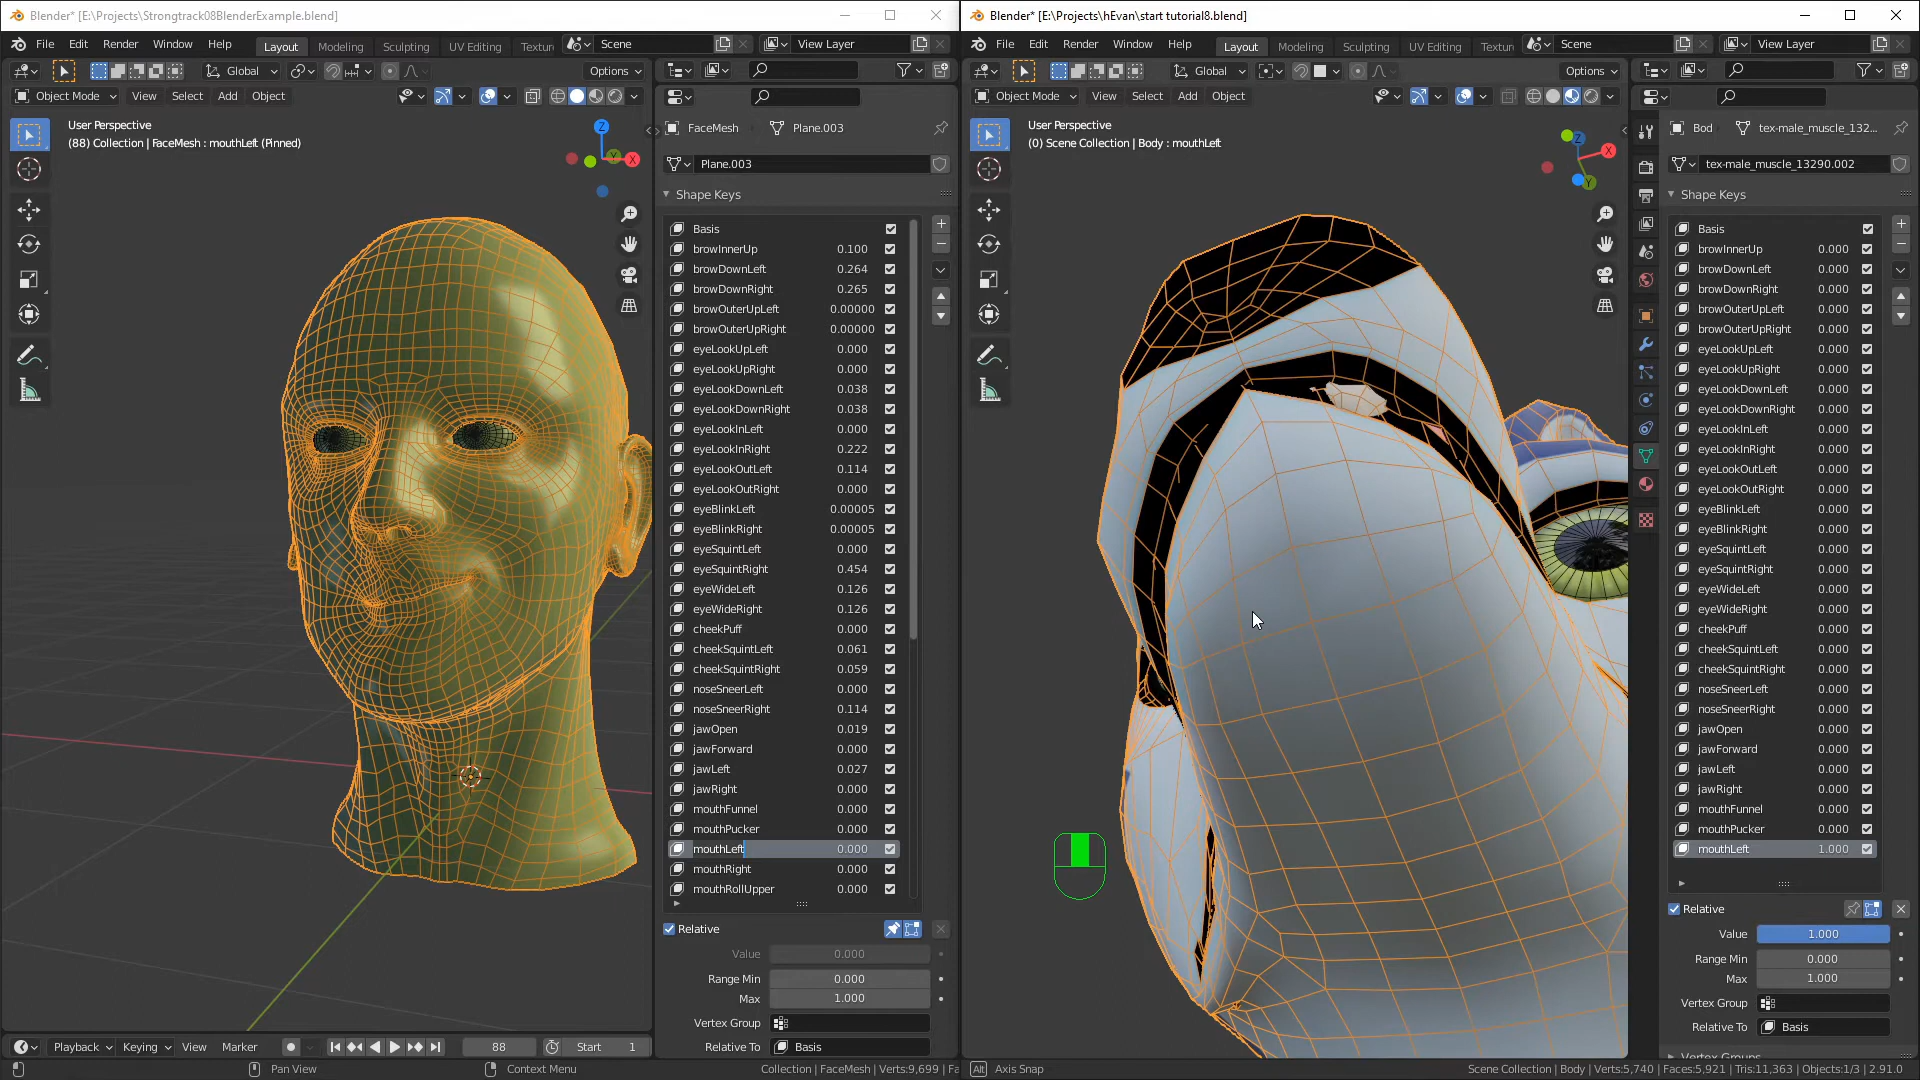 Blender* [E:\Projects\Strongtrack08BlenderExample.blend]
File Edit Render Window Help Layout Modeling Sculpting UV Editing Textur Scene View Layer
Global Options
Object Mode View Select Add Object
User Perspective
(88) Collection | FaceMesh : mouthLeft (Pinned)
Z
X
Y
FaceMesh Plane.003
Plane.003
Shape Keys
Basis
browInnerUp 0.100
browDownLeft 0.264
browDownRight 0.265
browOuterUpLeft 0.00000
browOuterUpRight 0.00000
eyeLookUpLeft 0.000
eyeLookUpRight 0.000
eyeLookDownLeft 0.038
eyeLookDownRight 0.038
eyeLookInLeft 0.000
eyeLookInRight 0.222
eyeLookOutLeft 0.114
eyeLookOutRight 0.000
eyeBlinkLeft 0.00005
eyeBlinkRight 0.00005
eyeSquintLeft 0.000
eyeSquintRight 0.454
eyeWideLeft 0.126
eyeWideRight 0.126
cheekPuff 0.000
cheekSquintLeft 0.061
cheekSquintRight 0.059
noseSneerLeft 0.000
noseSneerRight 0.114
jawOpen 0.019
jawForward 0.000
jawLeft 0.027
jawRight 0.000
mouthFunnel 0.000
mouthPucker 0.000
mouthLeft 0.000
mouthRight 0.000
mouthRollUpper 0.000
Relative
Value 0.000
Range Min 0.000
Max 1.000
Vertex Group
Relative To Basis
Playback Keying View Marker 88 Start 1
Pan View Context Menu Collection | FaceMesh | Verts:9,699 | Fa
Blender* [E:\Projects\hEvan\start tutorial8.blend]
File Edit Render Window Help Layout Modeling Sculpting UV Editing Textur Scene View Layer
Global Options
Object Mode View Select Add Object
User Perspective
(0) Scene Collection | Body : mouthLeft
Z
X
Y
Bod tex-male_muscle_132...
tex-male_muscle_13290.002
Shape Keys
Basis
browInnerUp 0.000
browDownLeft 0.000
browDownRight 0.000
browOuterUpLeft 0.000
browOuterUpRight 0.000
eyeLookUpLeft 0.000
eyeLookUpRight 0.000
eyeLookDownLeft 0.000
eyeLookDownRight 0.000
eyeLookInLeft 0.000
eyeLookInRight 0.000
eyeLookOutLeft 0.000
eyeLookOutRight 0.000
eyeBlinkLeft 0.000
eyeBlinkRight 0.000
eyeSquintLeft 0.000
eyeSquintRight 0.000
eyeWideLeft 0.000
eyeWideRight 0.000
cheekPuff 0.000
cheekSquintLeft 0.000
cheekSquintRight 0.000
noseSneerLeft 0.000
noseSneerRight 0.000
jawOpen 0.000
jawForward 0.000
jawLeft 0.000
jawRight 0.000
mouthFunnel 0.000
mouthPucker 0.000
mouthLeft 1.000
Relative
Value 1.000
Range Min 0.000
Max 1.000
Vertex Group
Relative To Basis
Vertex Groups
Alt Axis Snap Scene Collection | Body | Verts:5,740 | Faces:5,921 | Tris:11,363 | Objects:1/3 | 2.91.0